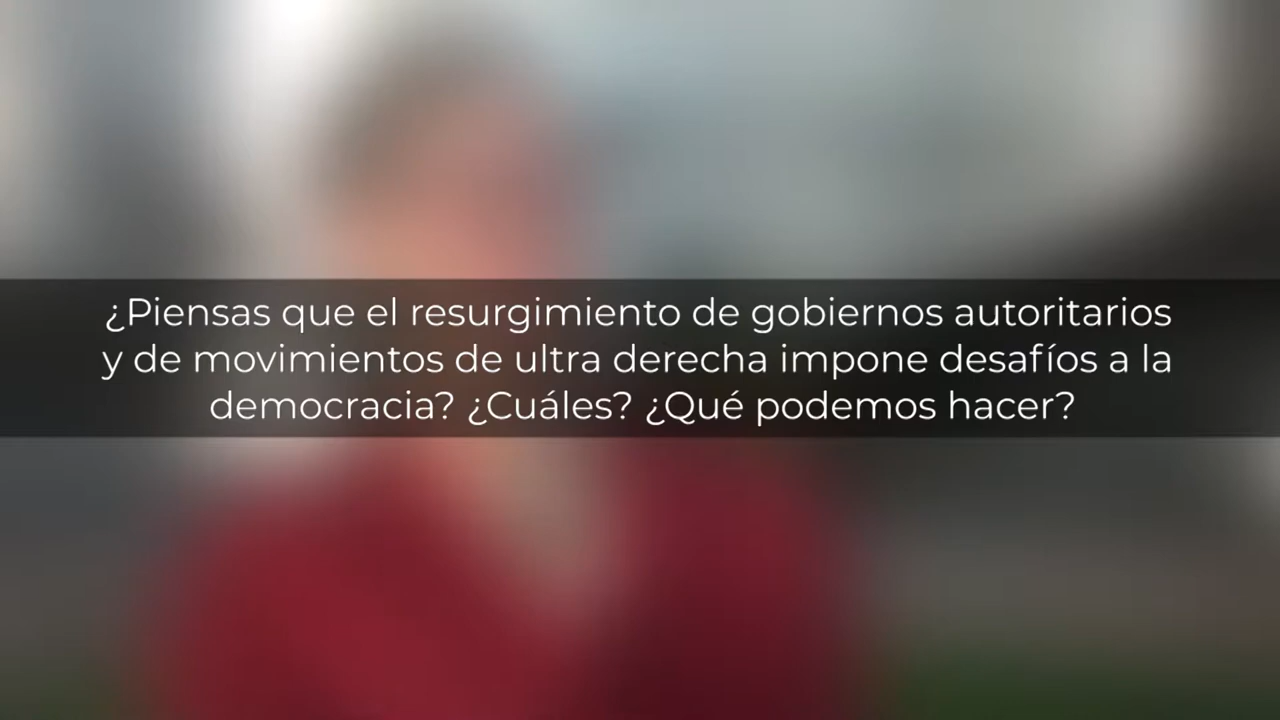 ¿Piensas que el resurgimiento de gobiernos autoritarios
y de movimientos de ultra derecha impone desafíos a la
democracia? ¿Cuáles? ¿Qué podemos hacer?